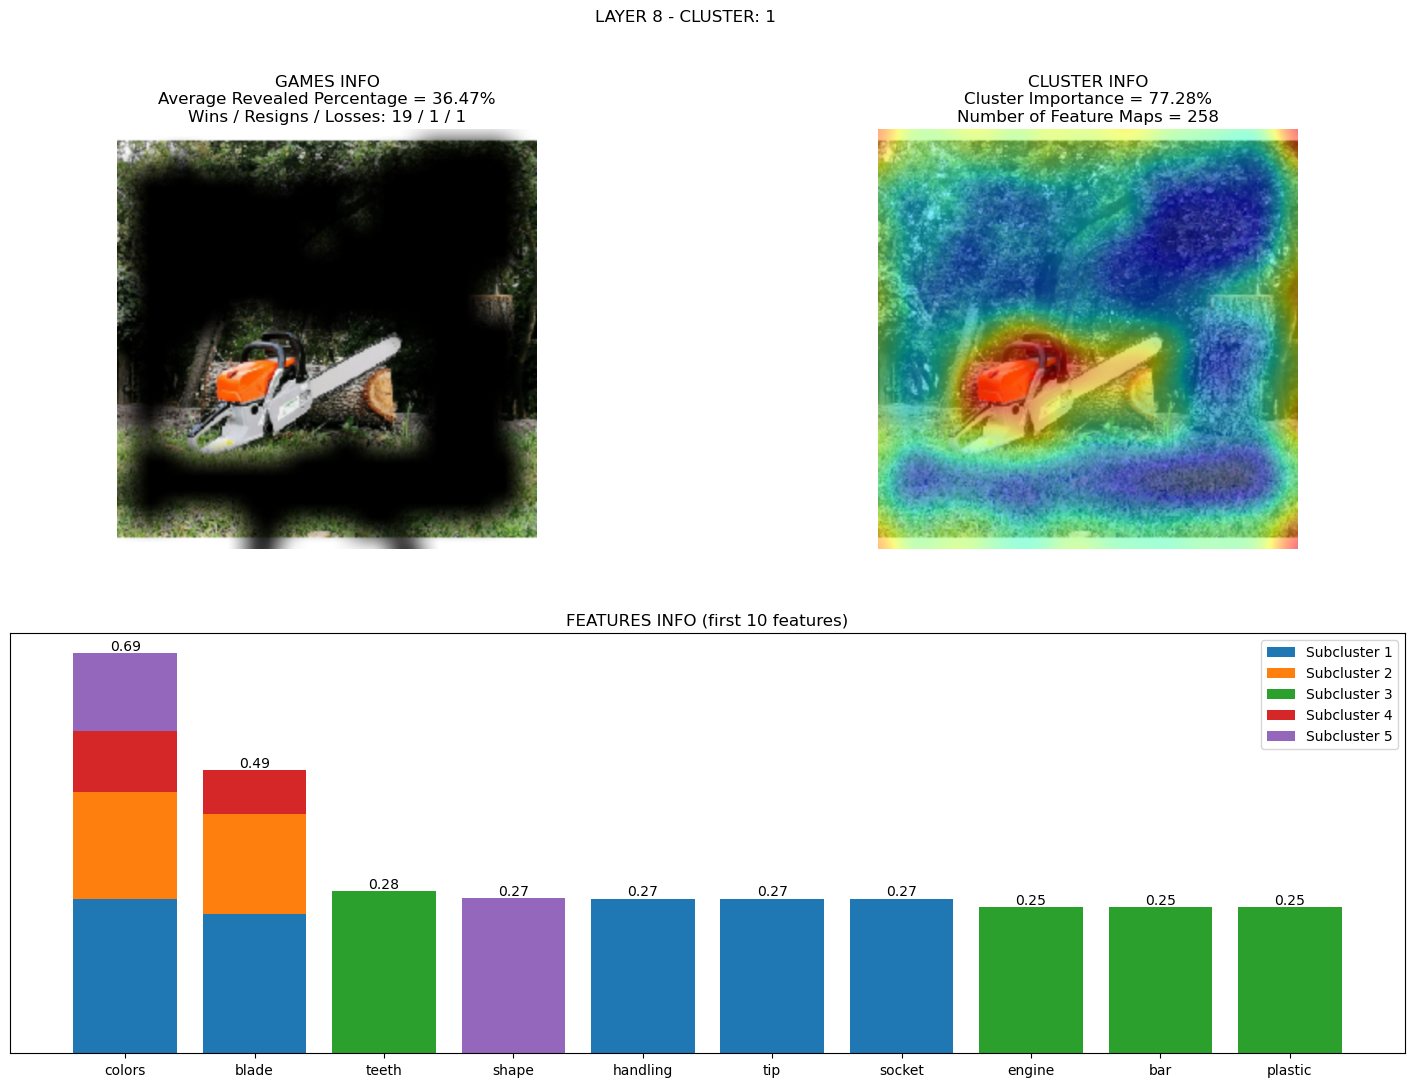 LAYER 8 - CLUSTER: 1
GAMES INFO
Average Revealed Percentage = 36.47%
Wins / Resigns / Losses: 19 / 1 / 1
CLUSTER INFO
Cluster Importance = 77.28%
Number of Feature Maps = 258
FEATURES INFO (first 10 features)
Subcluster 1
Subcluster 2
Subcluster 3
Subcluster 4
Subcluster 5
0.69
0.49
0.28
0.27
0.27
0.27
0.27
0.25
0.25
0.25
colors
blade
teeth
shape
handling
tip
socket
engine
bar
plastic